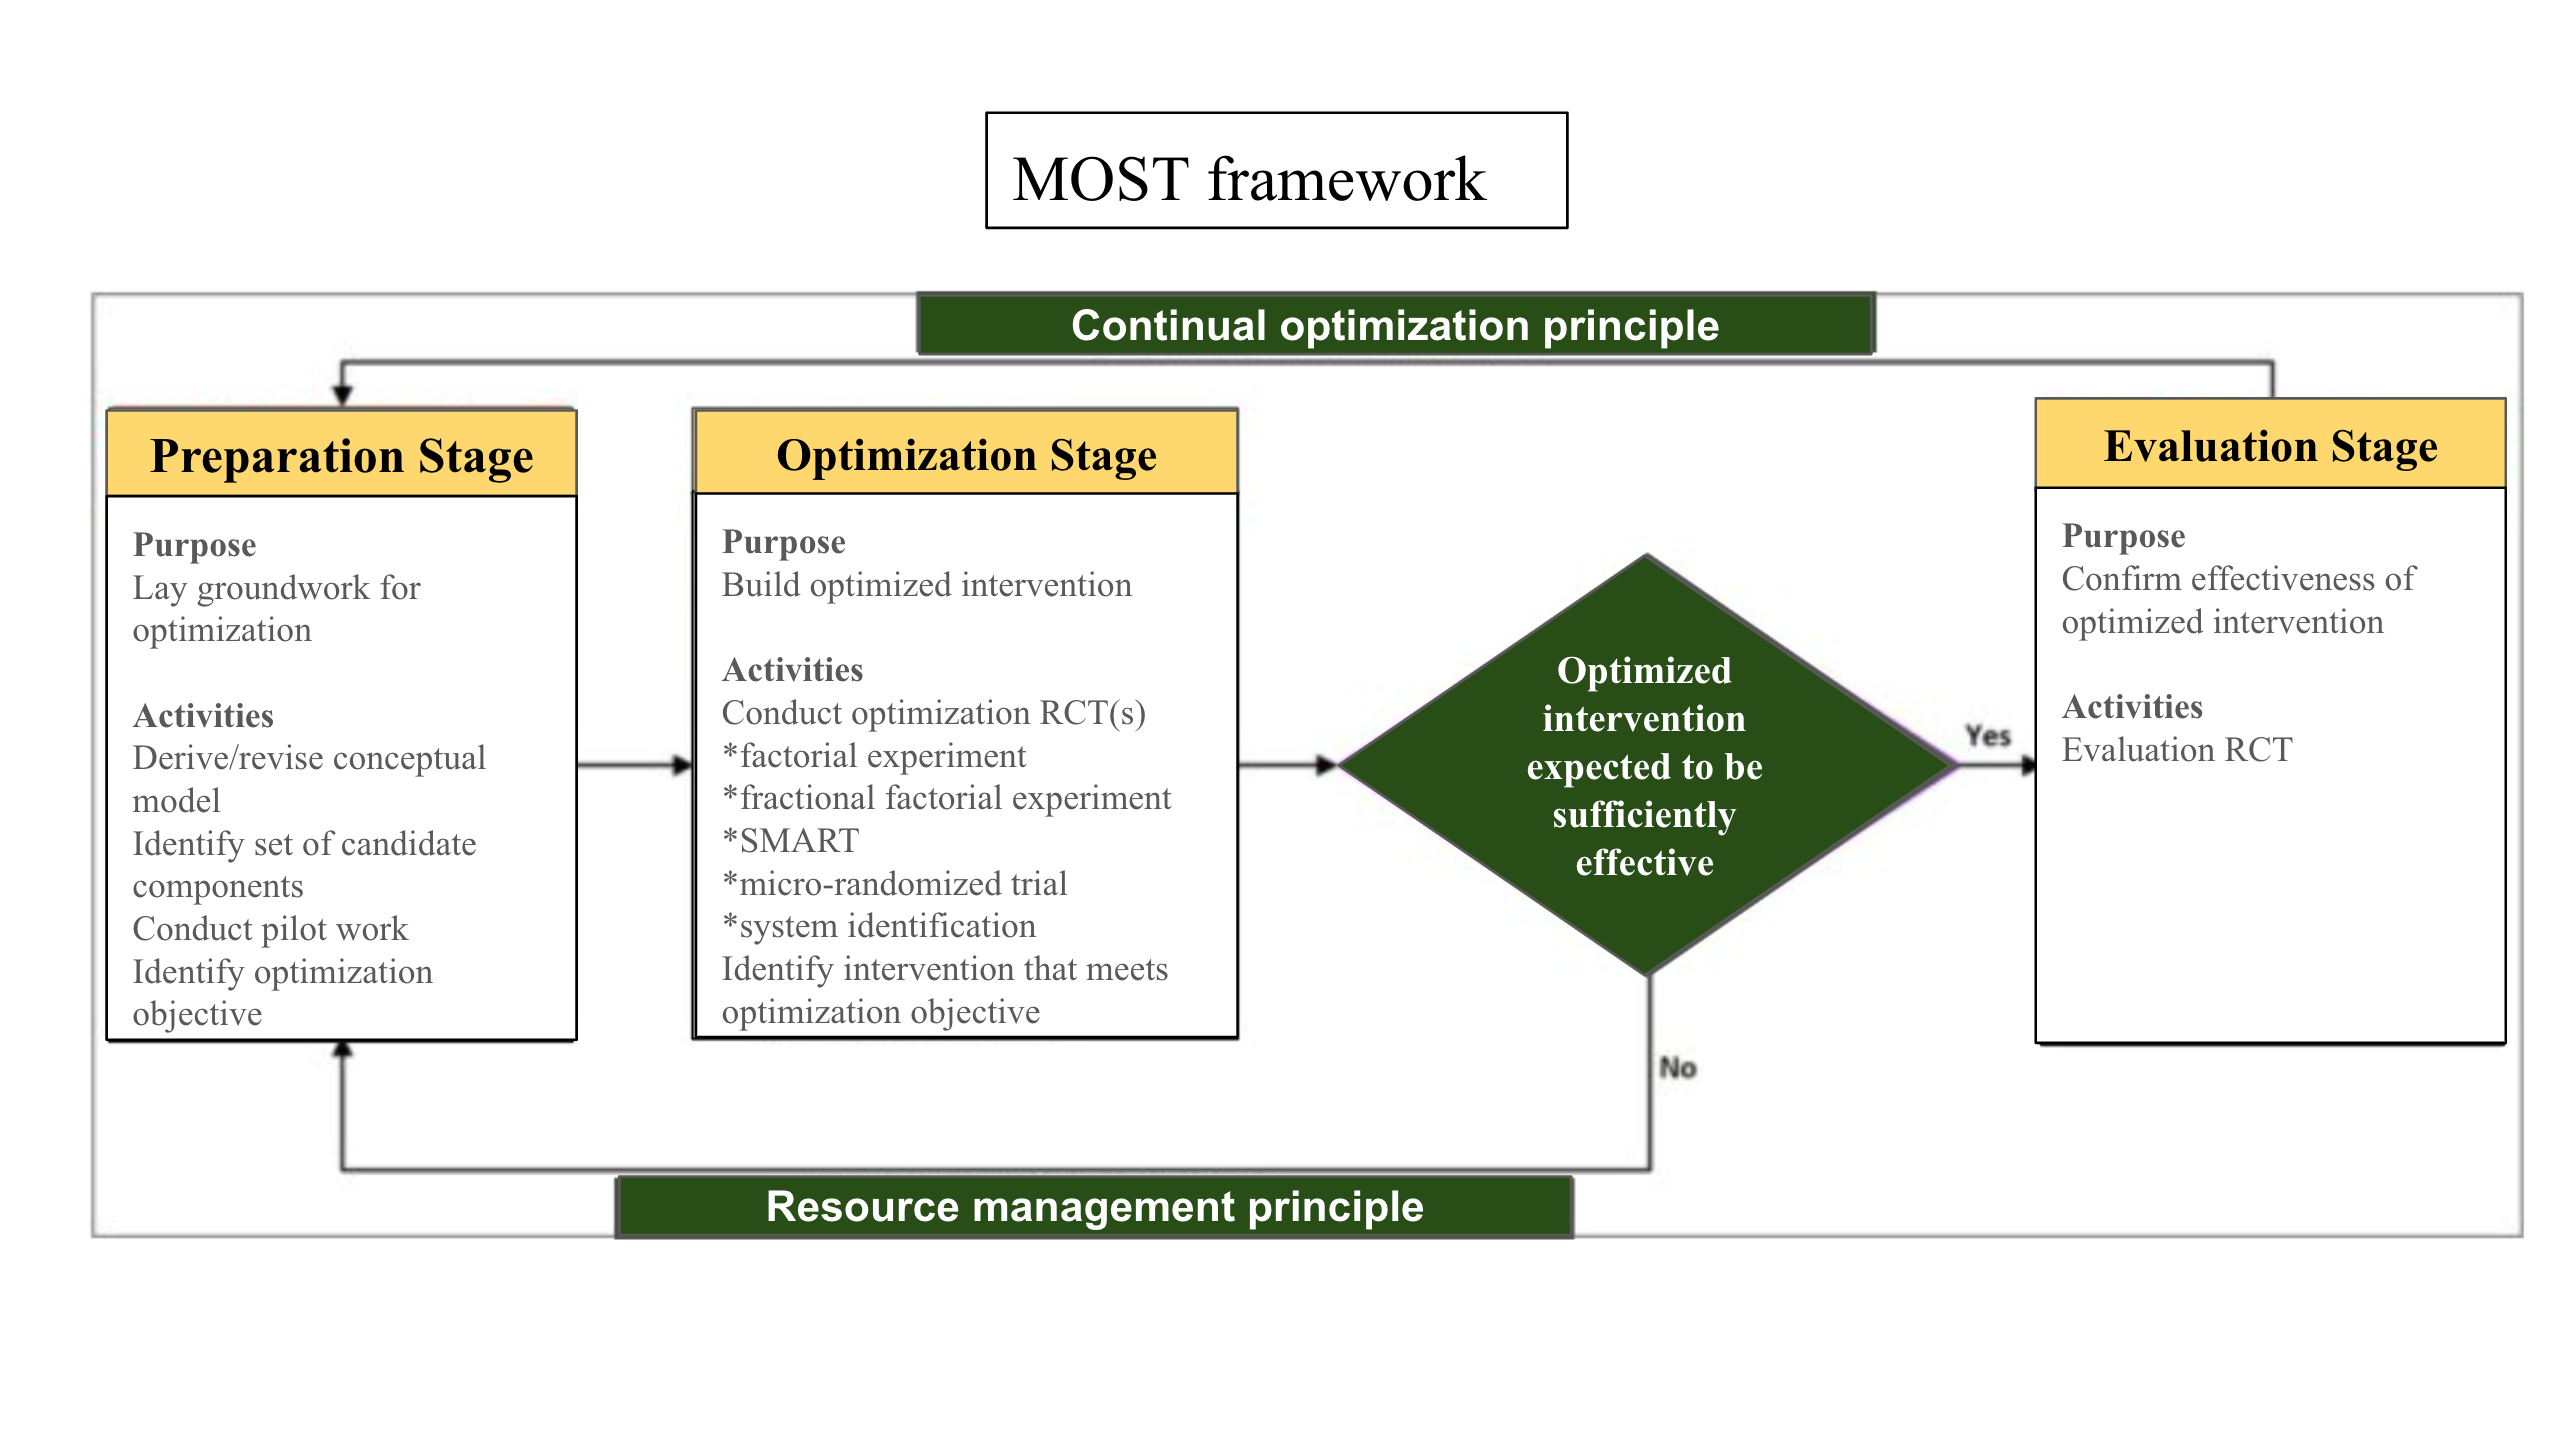 MOST framework
Continual optimization principle
Preparation Stage
Purpose
Lay groundwork for
optimization
Activities
Derive/revise conceptual
model
Identify set of candidate
components
Conduct pilot work
Identify optimization
objective
Optimization Stage
Purpose
Build optimized intervention
Activities
Conduct optimization RCT(s)
*factorial experiment
*fractional factorial experiment
*SMART
*micro-randomized trial
*system identification
Identify intervention that meets
optimization objective
Optimized
intervention
expected to be
sufficiently
effective
Yes
No
Evaluation Stage
Purpose
Confirm effectiveness of
optimized intervention
Activities
Evaluation RCT
Resource management principle